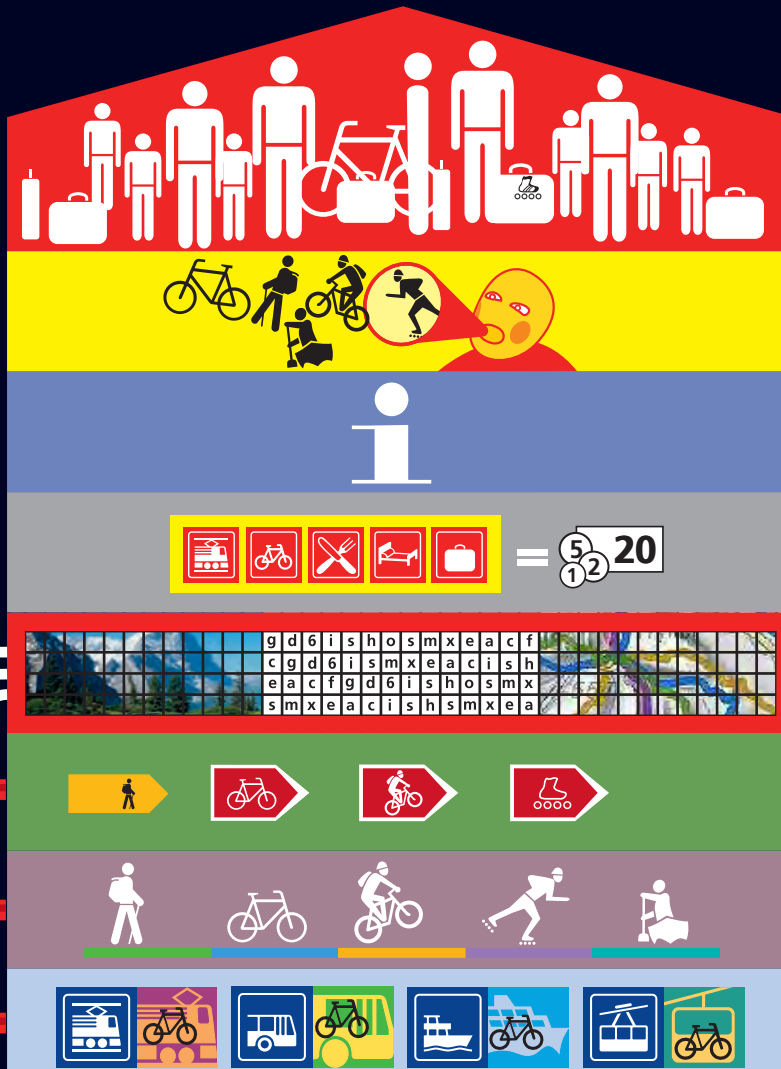 i
5 20
1 2
g d 6 i s h o s m x e a c f
c g d 6 i s m x e a c i s h
e a c f g d 6 i s h o s m x
s m x e a c i s h s m x e a